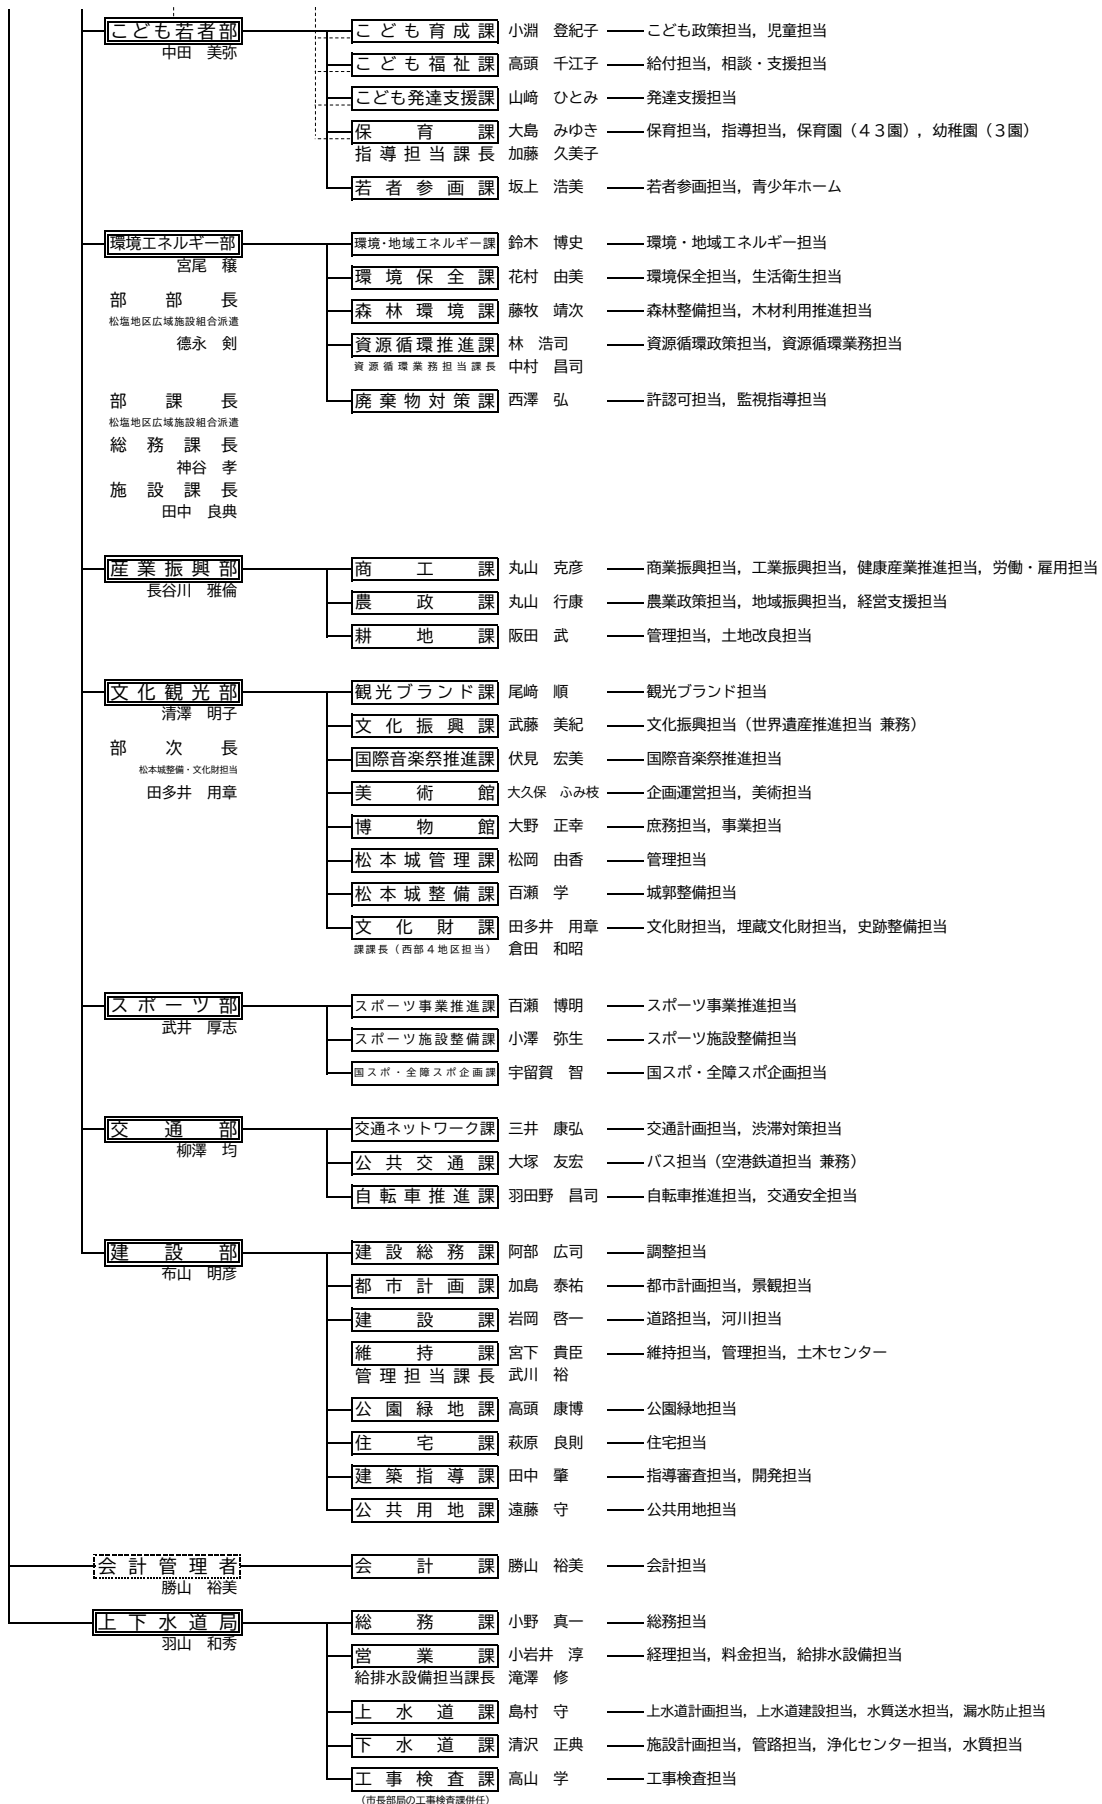 こども若者部 こども育成課 小淵 登紀子 こども政策担当，児童担当
中田 美弥
こども福祉課 高頭 千江子 給付担当，相談・支援担当
こども発達支援課 山﨑 ひとみ 発達支援担当
保育課 大島 みゆき 保育担当，指導担当，保育園（４３園），幼稚園（３園）
指導担当課長 加藤 久美子
若者参画課 坂上 浩美 若者参画担当，青少年ホーム
環境エネルギー部 環境・地域エネルギー課 鈴木 博史 環境・地域エネルギー担当
宮尾 穣
環境保全課 花村 由美 環境保全担当，生活衛生担当
部部長
森林環境課 藤牧 靖次 森林整備担当，木材利用推進担当
松塩地区広域施設組合派遣
德永 剣 資源循環推進課 林 浩司 資源循環政策担当，資源循環業務担当
資源循環業務担当課長 中村 昌司
部課長 廃棄物対策課 西澤 弘 許認可担当，監視指導担当
松塩地区広域施設組合派遣
総務課長
神谷 孝
施設課長
田中 良典
産業振興部 商工課 丸山 克彦 商業振興担当，工業振興担当，健康産業推進担当，労働・雇用担当
長谷川 雅倫
農政課 丸山 行康 農業政策担当，地域振興担当，経営支援担当
耕地課 阪田 武 管理担当，土地改良担当
文化観光部 観光ブランド課 尾﨑 順 観光ブランド担当
清澤 明子
文化振興課 武藤 美紀 文化振興担当（世界遺産推進担当 兼務）
部次長
国際音楽祭推進課 伏見 宏美 国際音楽祭推進担当
松本城整備・文化財担当
田多井 用章 美術館 大久保 ふみ枝 企画運営担当，美術担当
博物館 大野 正幸 庶務担当，事業担当
松本城管理課 松岡 由香 管理担当
松本城整備課 百瀬 学 城郭整備担当
文化財課 田多井 用章 文化財担当，埋蔵文化財担当，史跡整備担当
課課長（西部４地区担当） 倉田 和昭
スポーツ部 スポーツ事業推進課 百瀬 博明 スポーツ事業推進担当
武井 厚志
スポーツ施設整備課 小澤 弥生 スポーツ施設整備担当
国スポ・全障スポ企画課 宇留賀 智 国スポ・全障スポ企画担当
交通部 交通ネットワーク課 三井 康弘 交通計画担当，渋滞対策担当
柳澤 均
公共交通課 大塚 友宏 バス担当（空港鉄道担当 兼務）
自転車推進課 羽田野 昌司 自転車推進担当，交通安全担当
建設部 建設総務課 阿部 広司 調整担当
布山 明彦
都市計画課 加島 泰祐 都市計画担当，景観担当
建設課 岩岡 啓一 道路担当，河川担当
維持課 宮下 貴臣 維持担当，管理担当，土木センター
管理担当課長 武川 裕
公園緑地課 高頭 康博 公園緑地担当
住宅課 萩原 良則 住宅担当
建築指導課 田中 肇 指導審査担当，開発担当
公共用地課 遠藤 守 公共用地担当
会計管理者 会計課 勝山 裕美 会計担当
勝山 裕美
上下水道局 総務課 小野 真一 総務担当
羽山 和秀
営業課 小岩井 淳 経理担当，料金担当，給排水設備担当
給排水設備担当課長 滝澤 修
上水道課 島村 守 上水道計画担当，上水道建設担当，水質送水担当，漏水防止担当
下水道課 清沢 正典 施設計画担当，管路担当，浄化センター担当，水質担当
工事検査課 高山 学 工事検査担当
（市長部局の工事検査課併任）